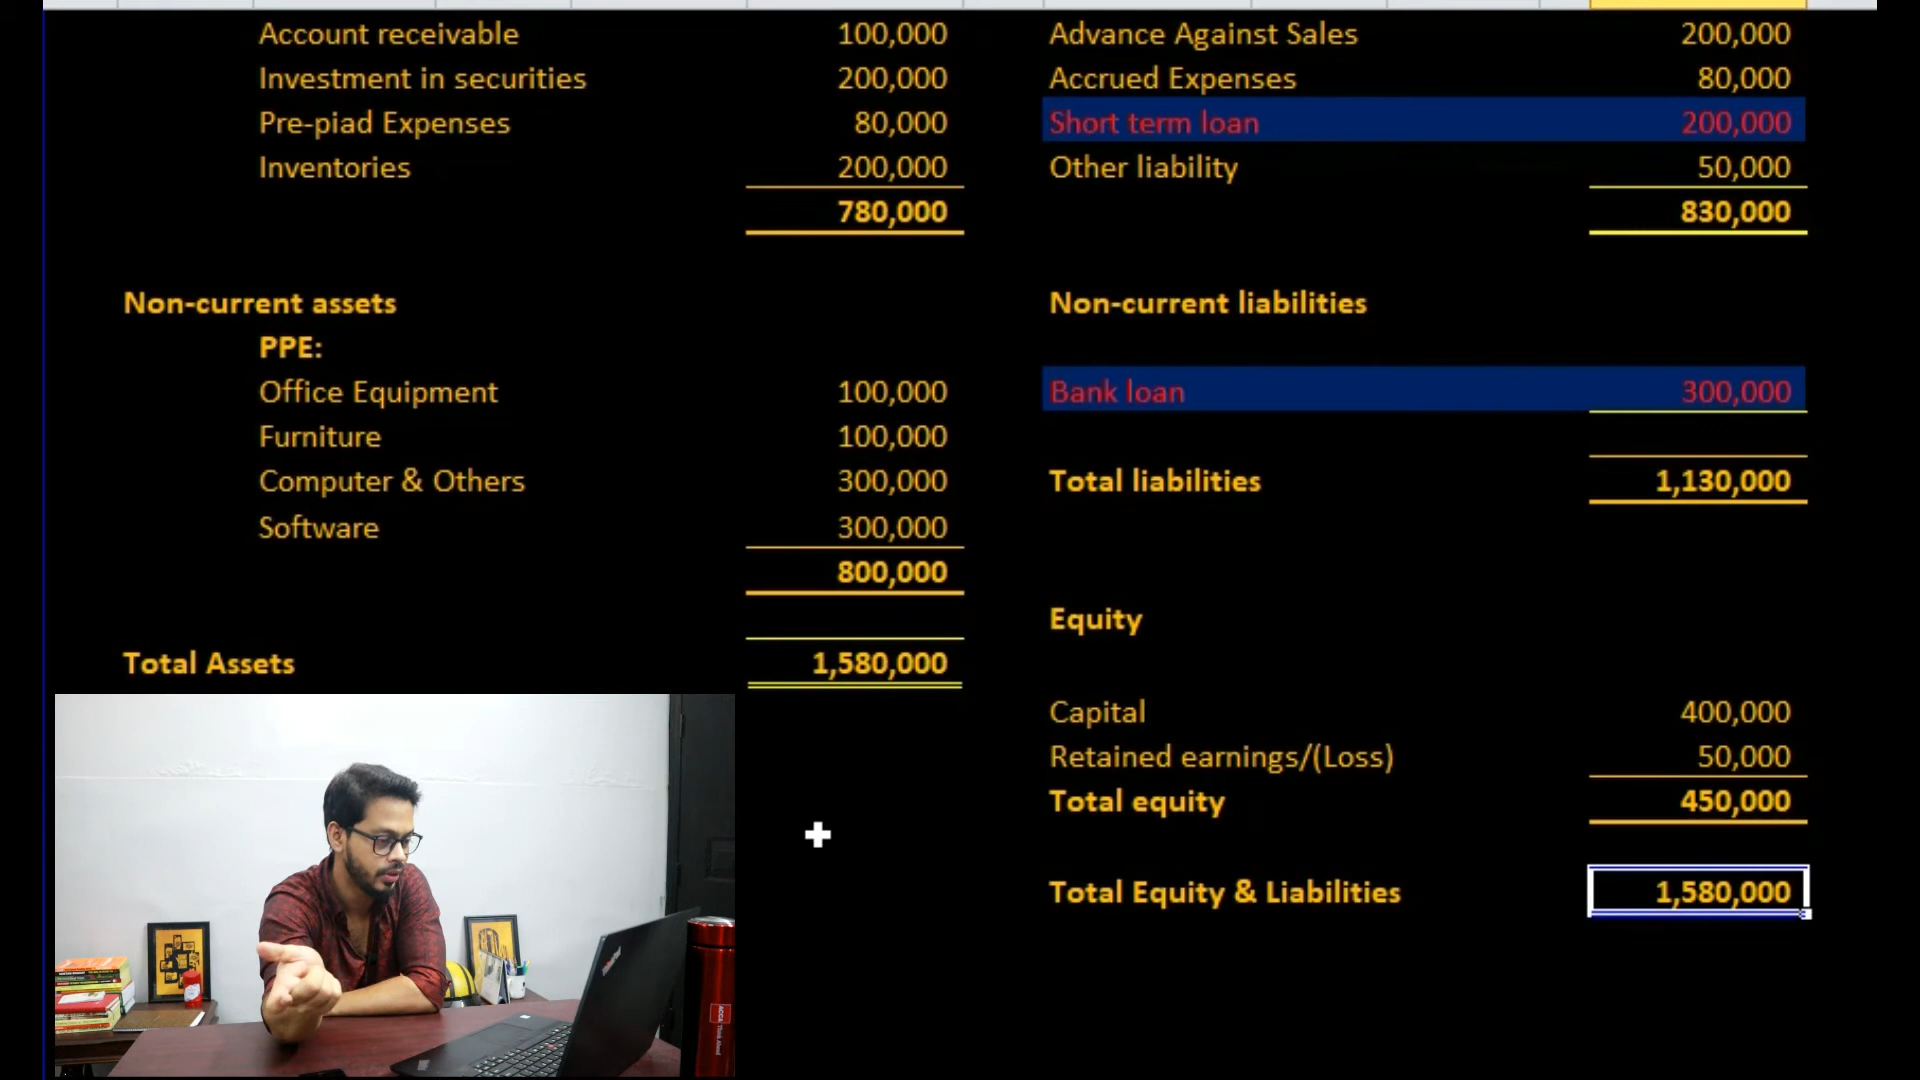 Account receivable 100,000 Advance Against Sales 200,000
Investment in securities 200,000 Accrued Expenses 80,000
Pre-piad Expenses 80,000 Short term loan 200,000
Inventories 200,000 Other liability 50,000
780,000 830,000
Non-current assets Non-current liabilities
PPE:
Office Equipment 100,000 Bank loan 300,000
Furniture 100,000
Computer & Others 300,000 Total liabilities 1,130,000
Software 300,000
800,000
Equity
Total Assets 1,580,000
Capital 400,000
Retained earnings/(Loss) 50,000
Total equity 450,000
Total Equity & Liabilities 1,580,000
ThinkPad
ACCA Think Ahead